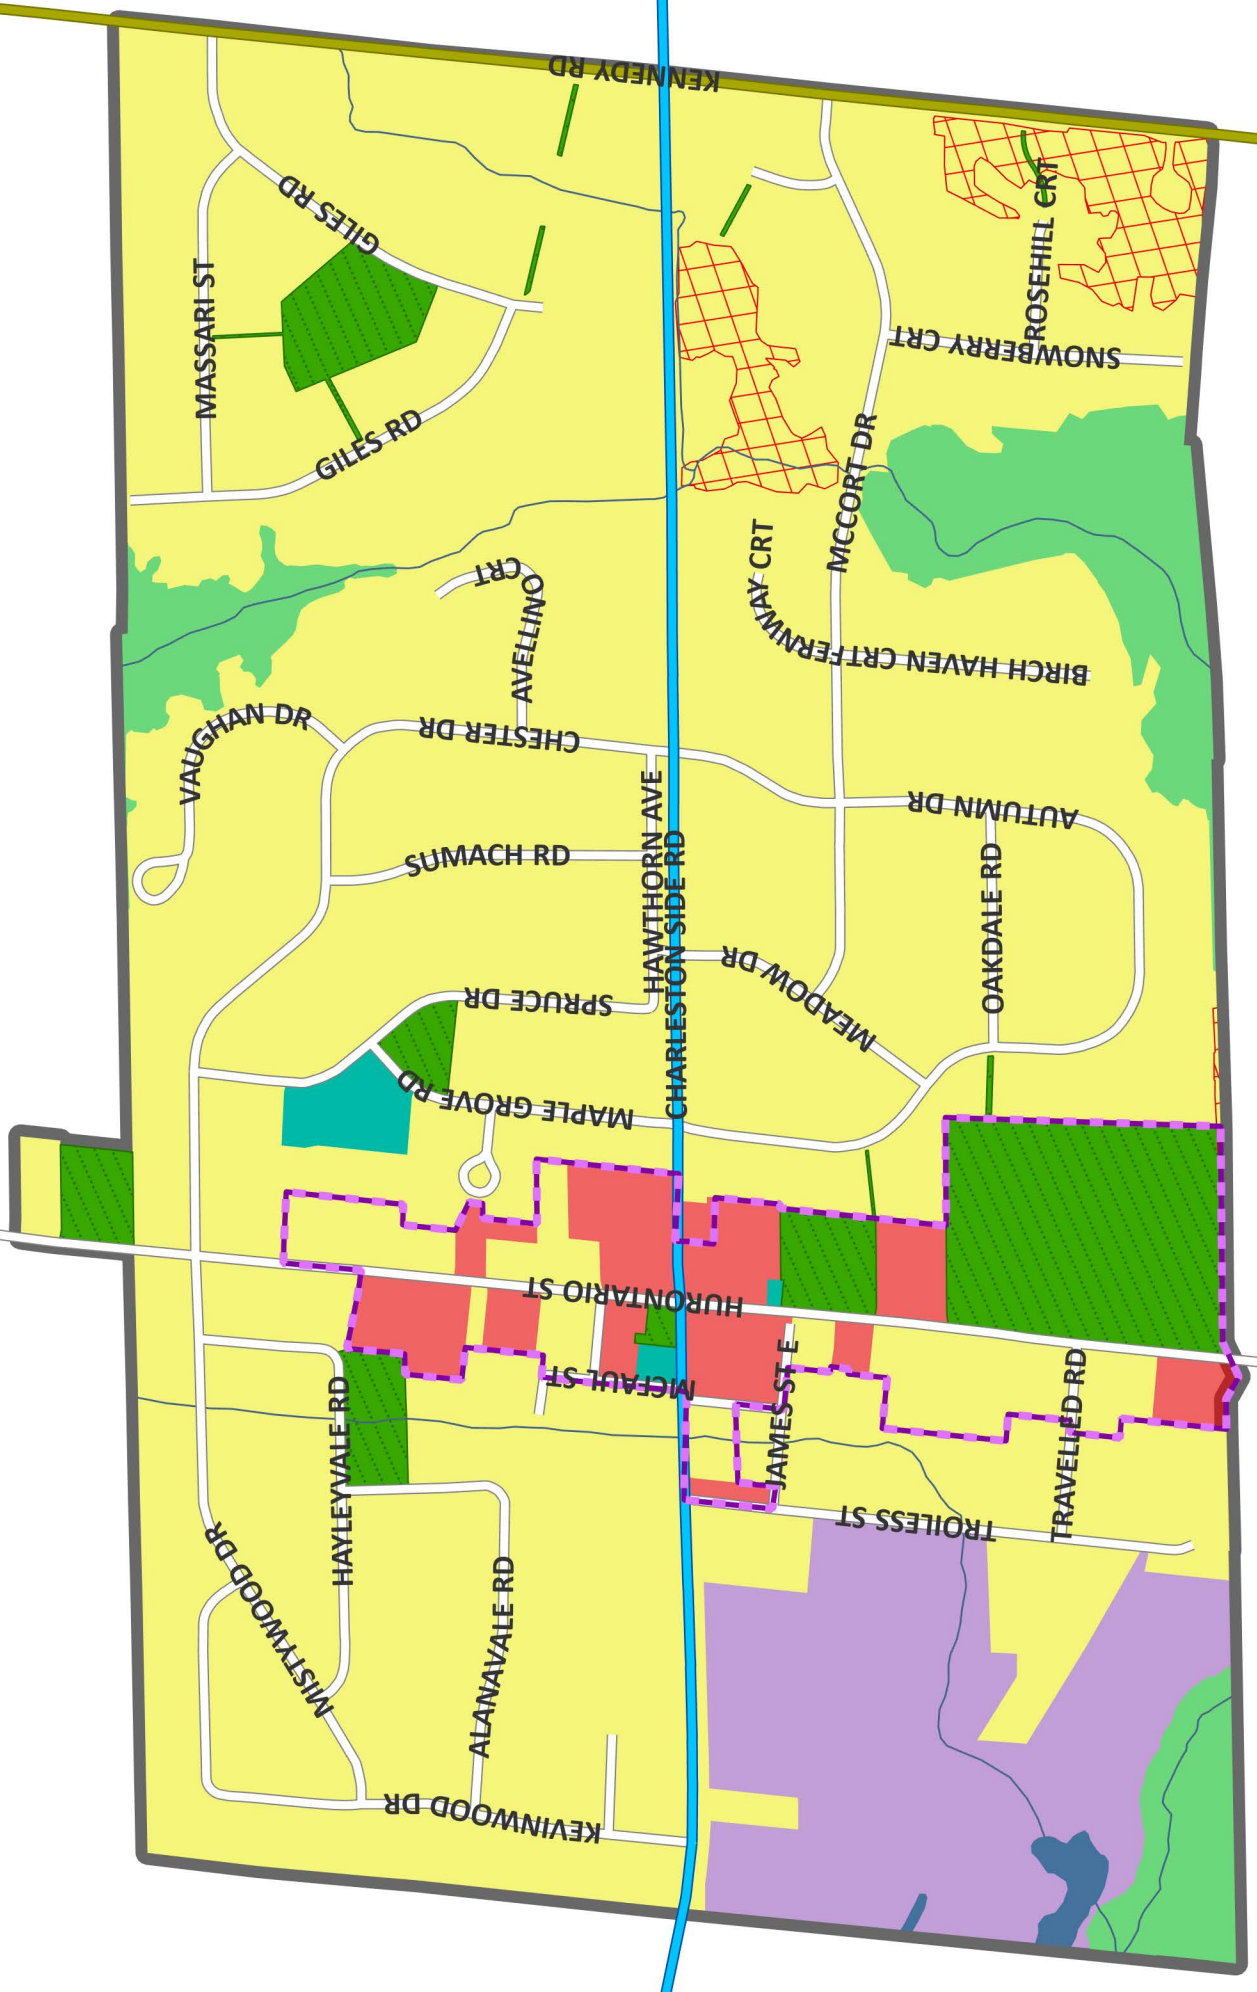 KENNEDY RD
GILES RD
MASSARI ST
ROSEHILL CRT
SNOWBERRY CRT
GILES RD
MCCORT DR
FERNWAY CRT
AVELLINO CRT
BIRCH HAVEN CRT
VAUGHAN DR
CHESTER DR
HAWTHORN AVE
AUTUMN DR
SUMACH RD
CHARLESTON SIDE RD
OAKDALE RD
MEADOW DR
SPRUCE DR
MAPLE GROVE RD
HURONTARIO ST
MCFAUL ST
JAMES ST E
TRAVELLED RD
HAYLEYVALE RD
TROILESS ST
MISTYWOOD DR
ALANAVALE RD
KEVINWOOD DR